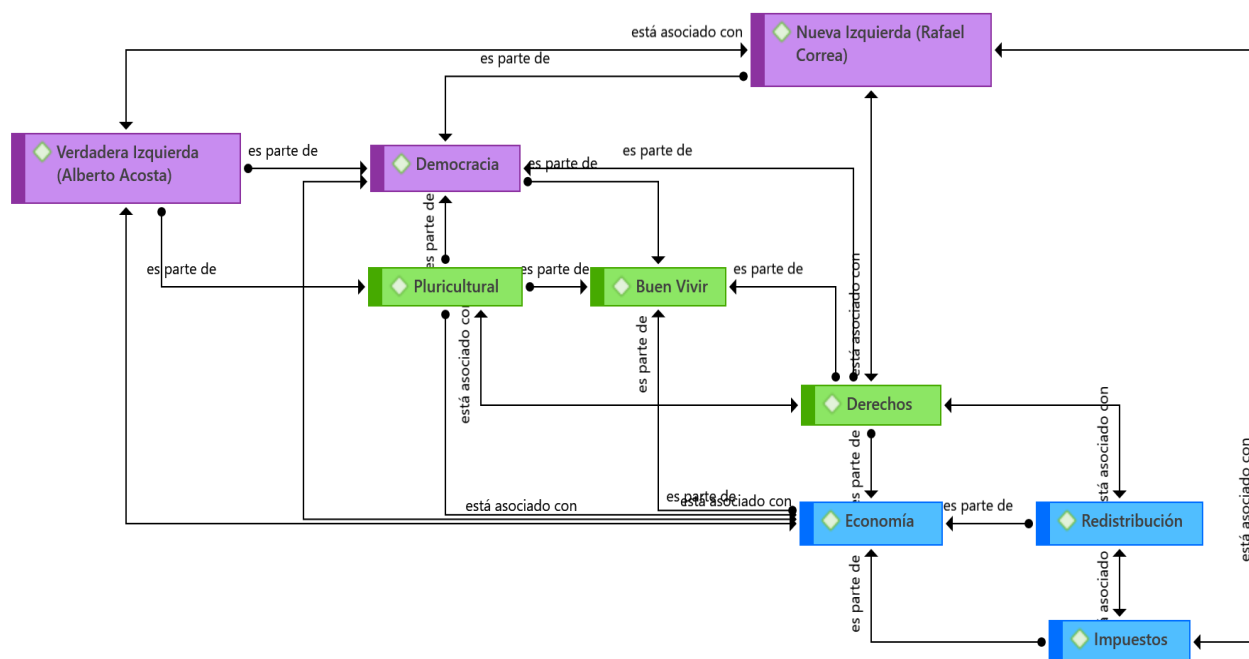 está asociado con
Nueva Izquierda (Rafael
Correa)
es parte de
Verdadera Izquierda
(Alberto Acosta)
es parte de
Democracia
es parte de
es parte de
es parte de
es parte de
Pluricultural
es parte de
Buen Vivir
es parte de
está asociado con
está asociado con
es parte de
Derechos
está asociado con
es parte de
está asociado con
es parte de
está asociado con
está asociado con
Economía
es parte de
Redistribución
es parte de
asociado
Impuestos